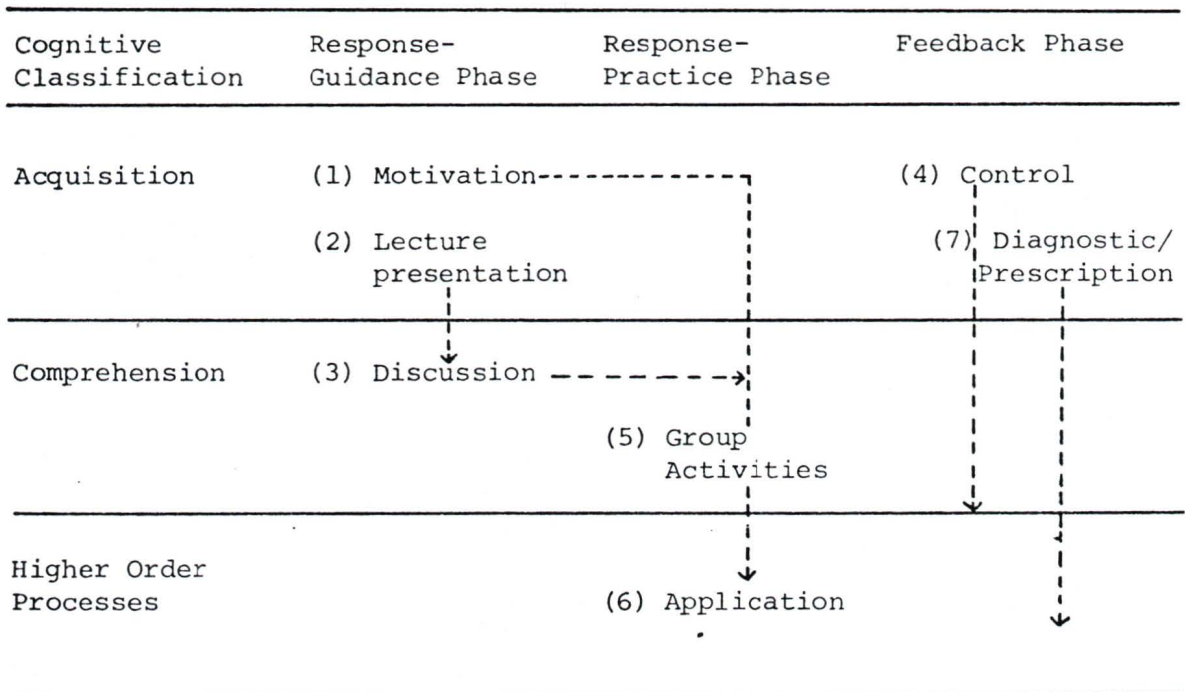 Cognitive Response- Response- Feedback Phase
Classification Guidance Phase Practice Phase
Acquisition (1) Motivation (4) Control
(2) Lecture (7) Diagnostic/
presentation Prescription
Comprehension (3) Discussion
(5) Group
Activities
Higher Order
Processes (6) Application